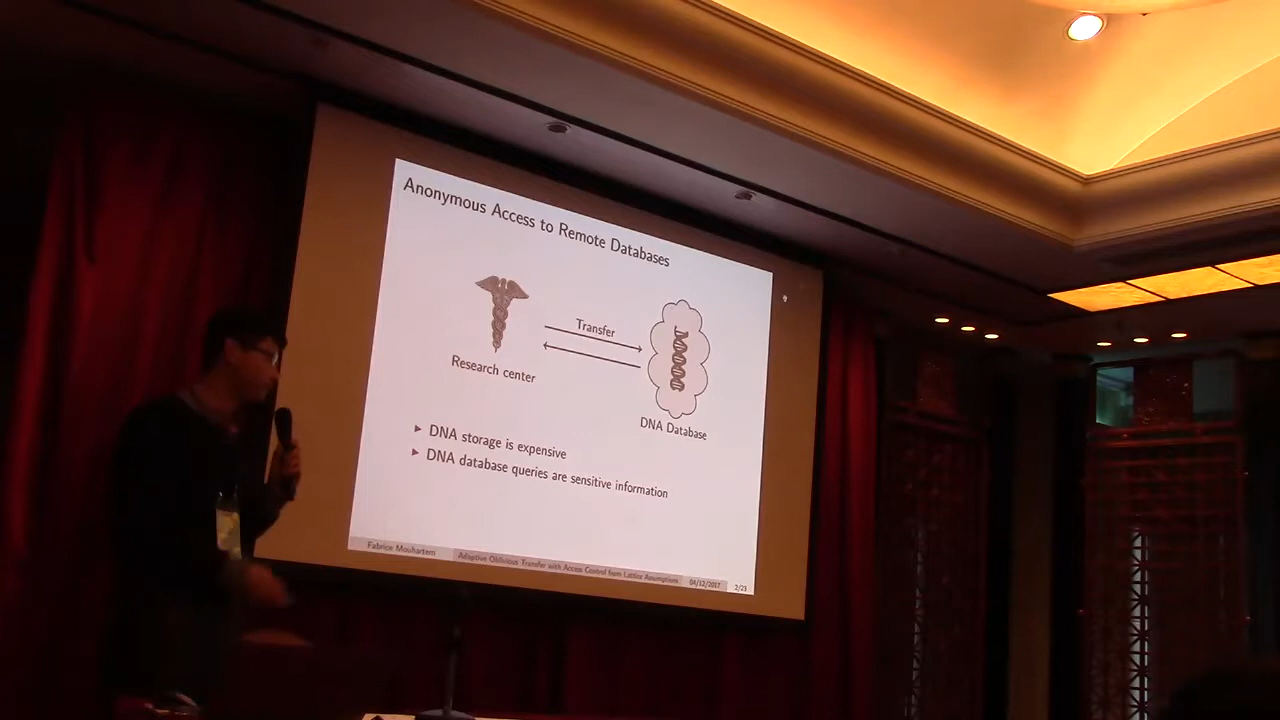 Anonymous Access to Remote Databases
Transfer
Research center
DNA Database
▸ DNA storage is expensive
▸ DNA database queries are sensitive information
Fabrice Mouhartem Adaptive Oblivious Transfer with Access Control from Lattice Assumptions 04/12/2017 2/23